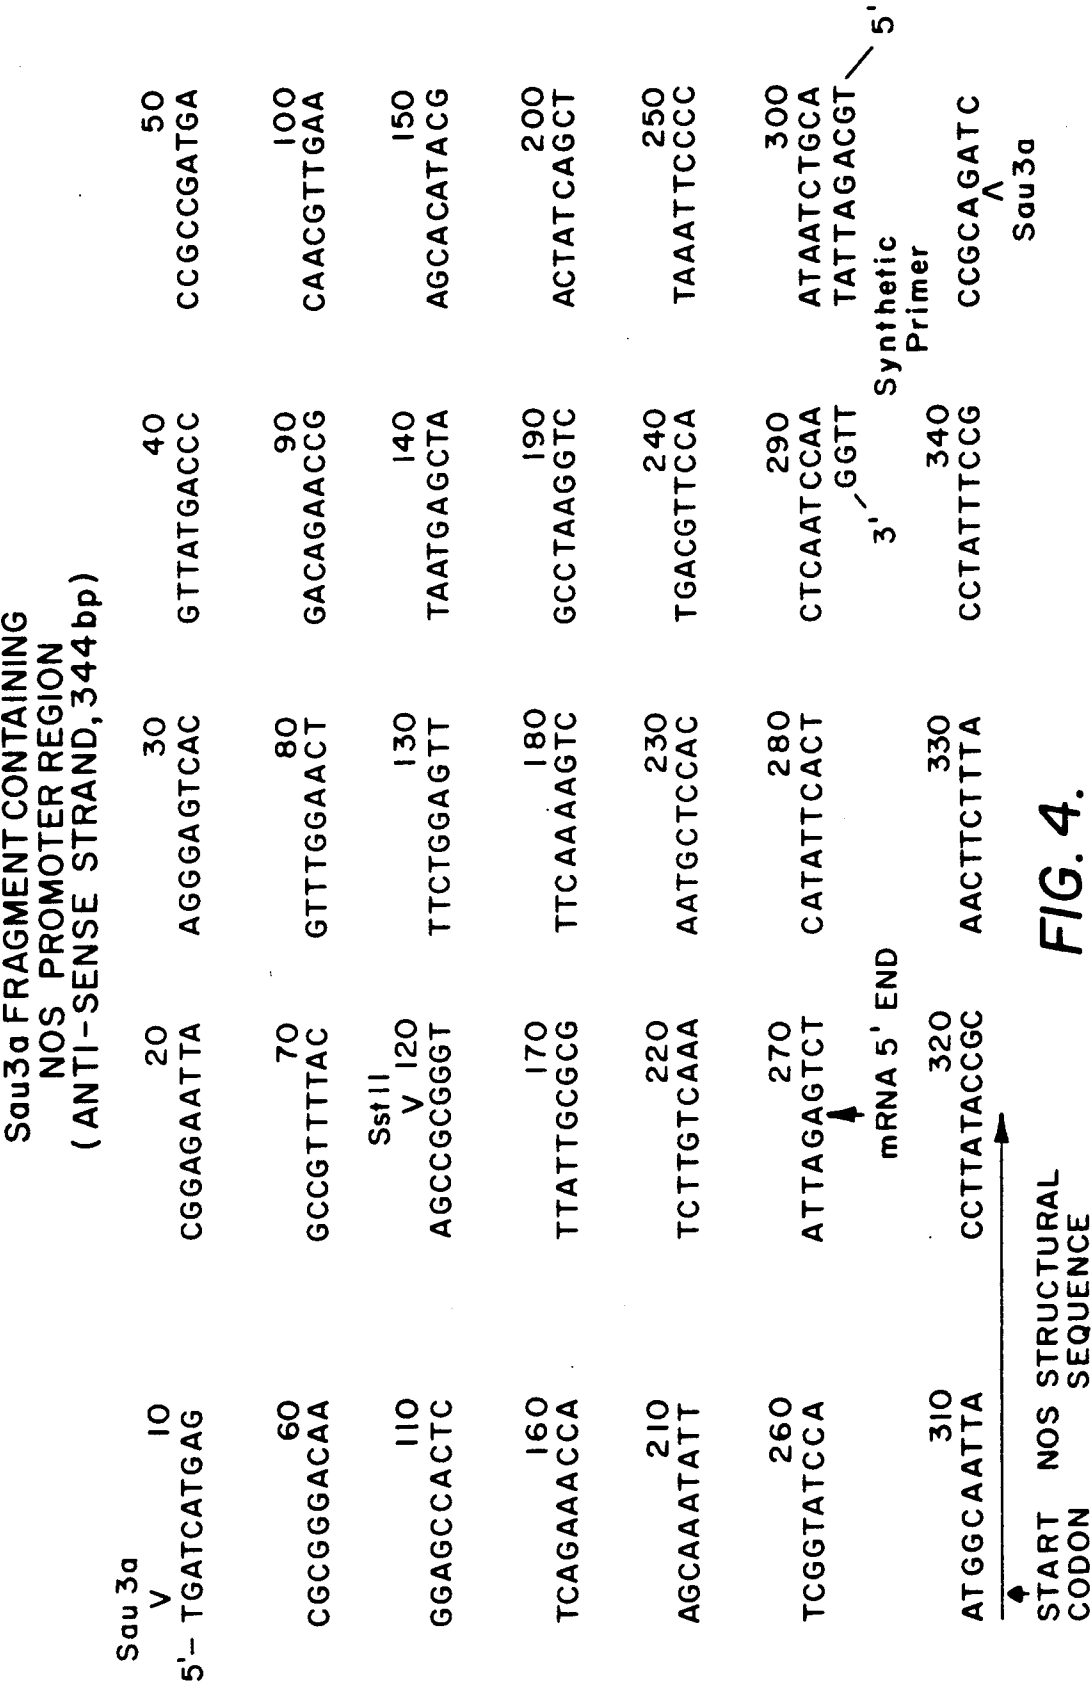 Sau3a FRAGMENT CONTAINING
NOS PROMOTER REGION
(ANTI-SENSE STRAND, 344bp)
Sau 3a
V 10 20 30 40 50
5'- TGATCATGAG CGGAGAATTA AGGGAGTCAC GTTATGACCC CCGCCGATGA
60 70 80 90 100
CGCGGGACAA GCCGTTTTAC GTTTGGAACT GACAGAACCG CAACGTTGAA
Sst II
110 V 120 130 140 150
GGAGCCACTC AGCCGCGGGT TTCTGGAGTT TAATGAGCTA AGCACATACG
160 170 180 190 200
TCAGAAACCA TTATTGCGCG TTCAAAAGTC GCCTAAGGTC ACTATCAGCT
210 220 230 240 250
AGCAAATATT TCTTGTCAAA AATGCTCCAC TGACGTTCCA TAAATTCCCC
260 270 280 290 300
TCGGTATCCA ATTAGAGTCT CATATTCACT CTCAATCCAA ATAATCTGCA
3' GGTT TATTAGACGT 5'
mRNA 5' END
Synthetic
Primer
310 320 330 340
ATGGCAATTA CCTTATACCGC AACTTCTTTA CCTATTTCCG CCGCAGATC
V
Sau3a
START NOS STRUCTURAL
CODON SEQUENCE
FIG. 4.